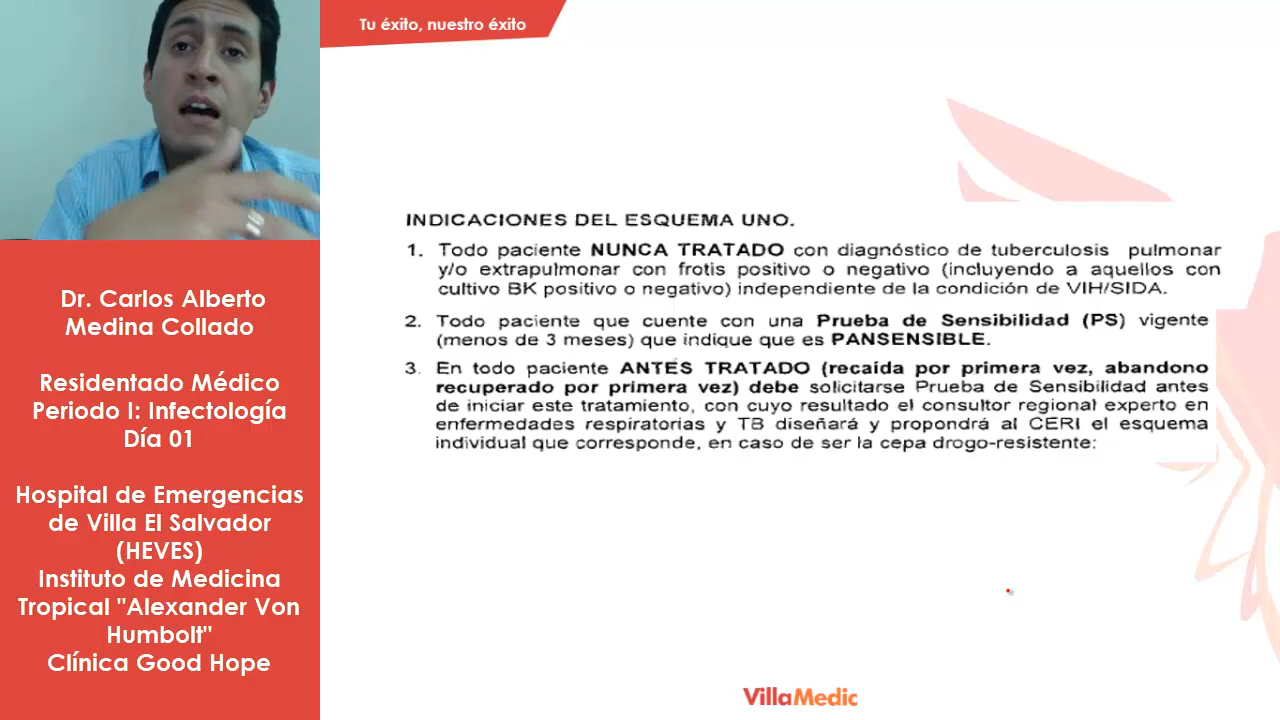 Tu éxito, nuestro éxito
INDICACIONES DEL ESQUEMA UNO.
1. Todo paciente NUNCA TRATADO con diagnóstico de tuberculosis pulmonar
y/o extrapulmonar con frotis positivo o negativo (incluyendo a aquellos con
cultivo BK positivo o negativo) independiente de la condición de VIH/SIDA.
2. Todo paciente que cuente con una Prueba de Sensibilidad (PS) vigente
(menos de 3 meses) que indique que es PANSENSIBLE.
3. En todo paciente ANTÉS TRATADO (recaída por primera vez, abandono
recuperado por primera vez) debe solicitarse Prueba de Sensibilidad antes
de iniciar este tratamiento, con cuyo resultado el consultor regional experto en
enfermedades respiratorias y TB diseñará y propondrá al CERI el esquema
individual que corresponde, en caso de ser la cepa drogo-resistente:
Dr. Carlos Alberto
Medina Collado
Residentado Médico
Periodo I: Infectología
Día 01
Hospital de Emergencias
de Villa El Salvador
(HEVES)
Instituto de Medicina
Tropical "Alexander Von
Humbolt"
Clínica Good Hope
VillaMedic